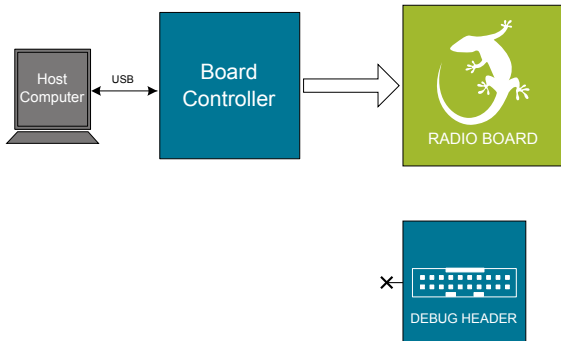 Host
Computer
USB
Board
Controller
RADIO BOARD
DEBUG HEADER